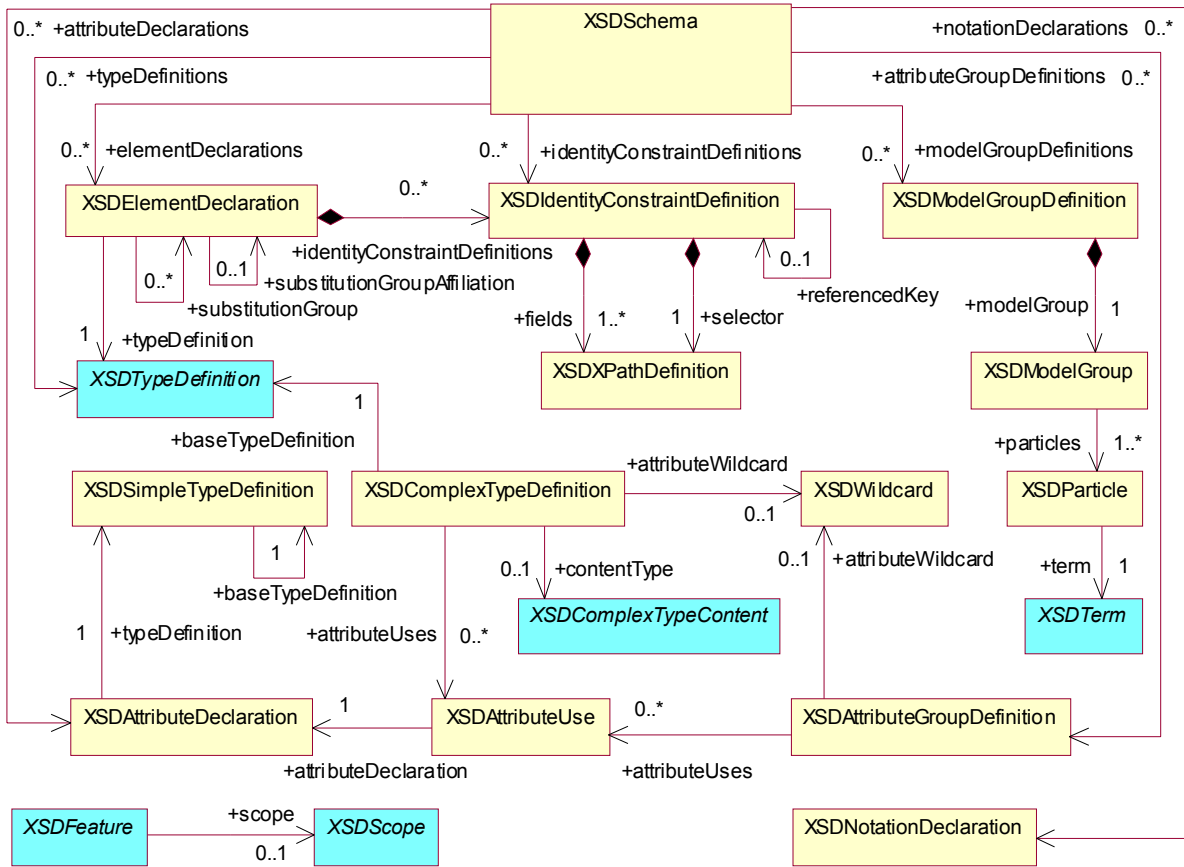 XSDSchema
0..* +attributeDeclarations
+notationDeclarations 0..*
0..* +typeDefinitions
+attributeGroupDefinitions 0..*
0..* +elementDeclarations
0..* +identityConstraintDefinitions
0..* +modelGroupDefinitions
XSDElementDeclaration
0..*
XSDIdentityConstraintDefinition
XSDModelGroupDefinition
+identityConstraintDefinitions
0..*
0..1
+substitutionGroupAffiliation
0..1
+substitutionGroup
+referencedKey
+fields 1..*
1 +selector
+modelGroup 1
1 +typeDefinition
XSDTypeDefinition
XSDXPathDefinition
XSDModelGroup
1
+baseTypeDefinition
+particles 1..*
+attributeWildcard
XSDSimpleTypeDefinition
XSDComplexTypeDefinition
XSDWildcard
XSDParticle
0..1
1
+baseTypeDefinition
0..1 +contentType
0..1 +attributeWildcard
+term 1
XSDComplexTypeContent
XSDTerm
1 +typeDefinition
+attributeUses 0..*
XSDAttributeDeclaration
1
XSDAttributeUse
0..*
XSDAttributeGroupDefinition
+attributeDeclaration
+attributeUses
XSDFeature
+scope
0..1
XSDScope
XSDNotationDeclaration